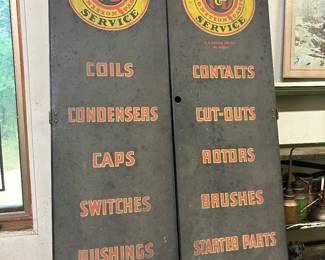 SERVICE
COILS
CONDENSERS
CAPS
SWITCHES
BUSHINGS
SERVICE
CONTACTS
CUT-OUTS
ROTORS
BRUSHES
STARTER PARTS